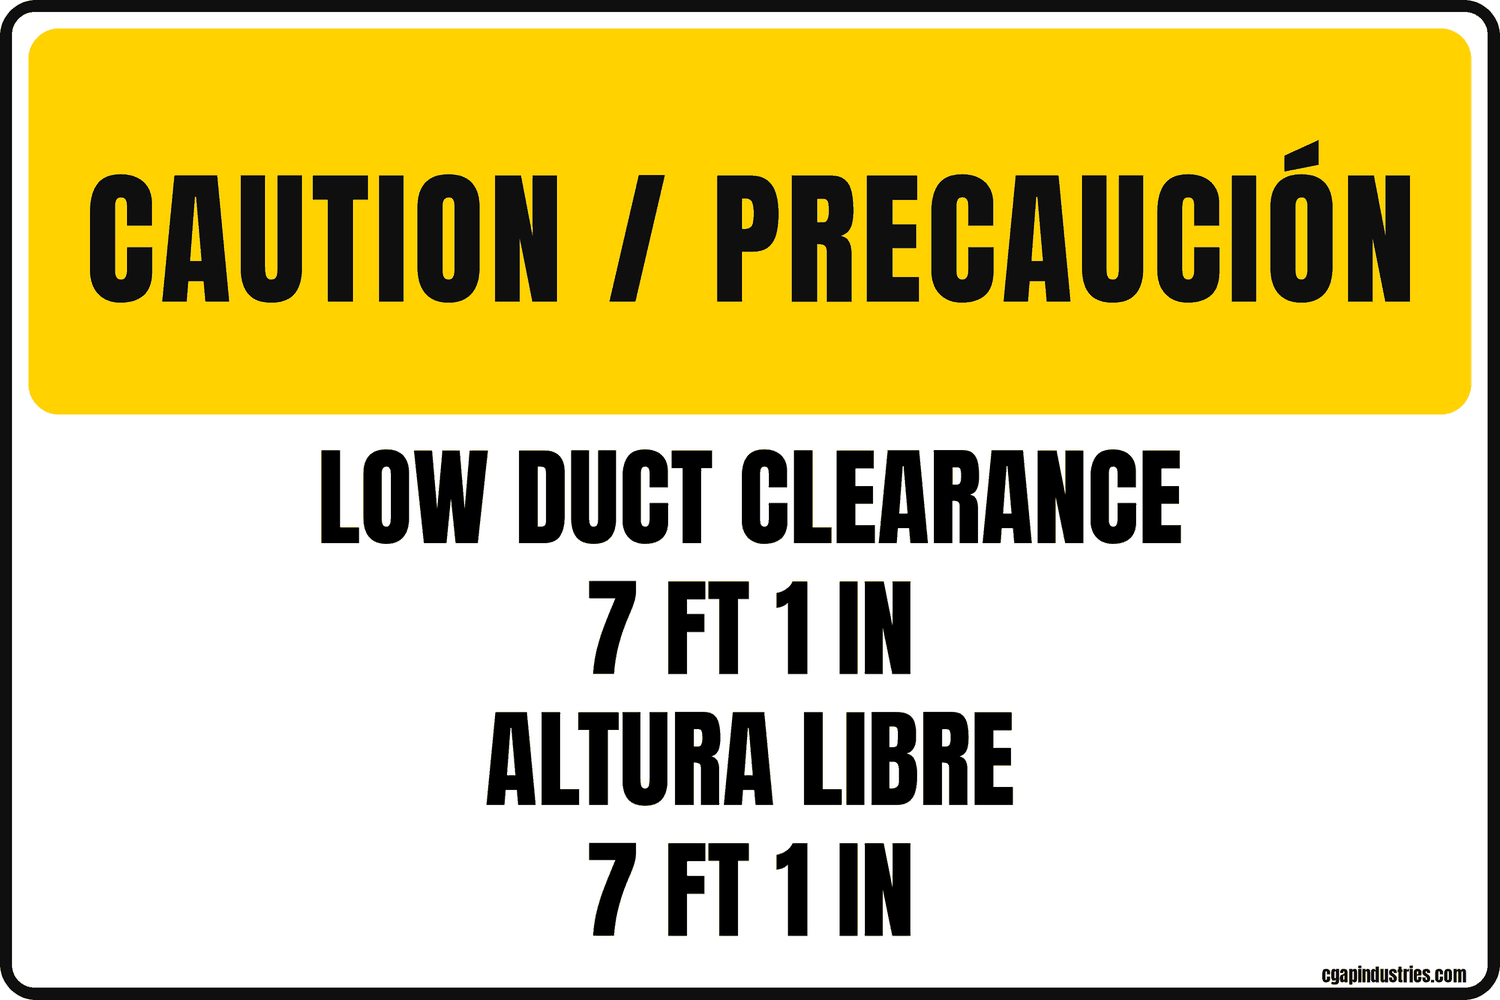 CAUTION / PRECAUCIÓN
LOW DUCT CLEARANCE
7 FT 1 IN
ALTURA LIBRE
7 FT 1 IN
cgapindustries.com